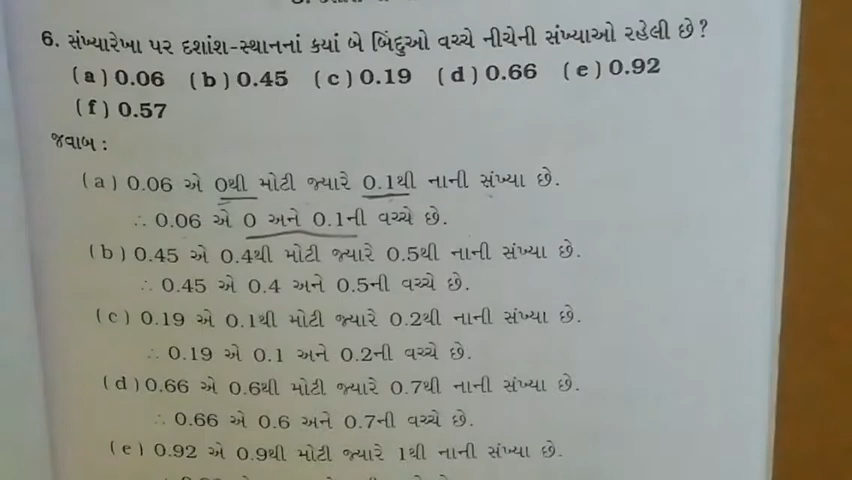 6. સંખ્યારેખા પર દશાંશ-સ્થાનનાં કયાં બે બિંદુઓ વચ્ચે નીચેની સંખ્યાઓ રહેલી છે?
(a) 0.06 (b) 0.45 (c) 0.19 (d) 0.66 (e) 0.92
(f) 0.57
જવાબ :
(a) 0.06 એ 0થી મોટી જ્યારે 0.1થી નાની સંખ્યા છે.
∴ 0.06 એ 0 અને 0.1ની વચ્ચે છે.
(b) 0.45 એ 0.4થી મોટી જ્યારે 0.5થી નાની સંખ્યા છે.
∴ 0.45 એ 0.4 અને 0.5ની વચ્ચે છે.
(c) 0.19 એ 0.1થી મોટી જ્યારે 0.2થી નાની સંખ્યા છે.
∴ 0.19 એ 0.1 અને 0.2ની વચ્ચે છે.
(d) 0.66 એ 0.6થી મોટી જ્યારે 0.7થી નાની સંખ્યા છે.
∴ 0.66 એ 0.6 અને 0.7ની વચ્ચે છે.
(e) 0.92 એ 0.9થી મોટી જ્યારે 1થી નાની સંખ્યા છે.